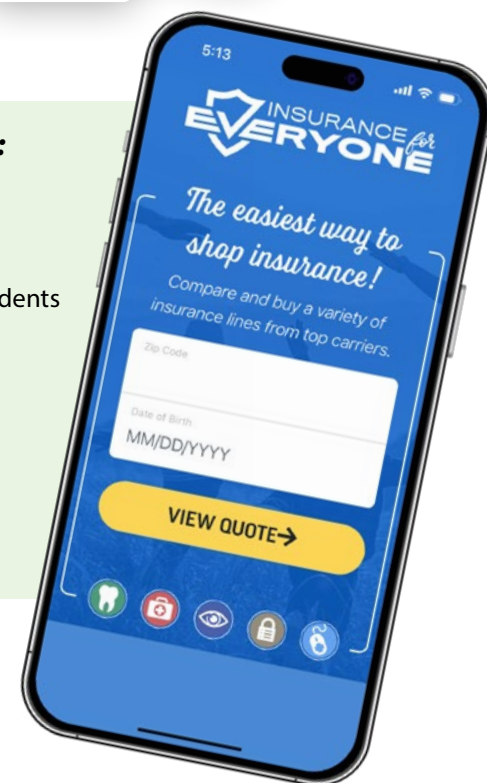 :
dents
5:13
INSURANCE for
EVERYONE
The easiest way to
shop insurance!
Compare and buy a variety of
insurance lines from top carriers.
Zip Code
Date of Birth
MM/DD/YYYY
VIEW QUOTE→